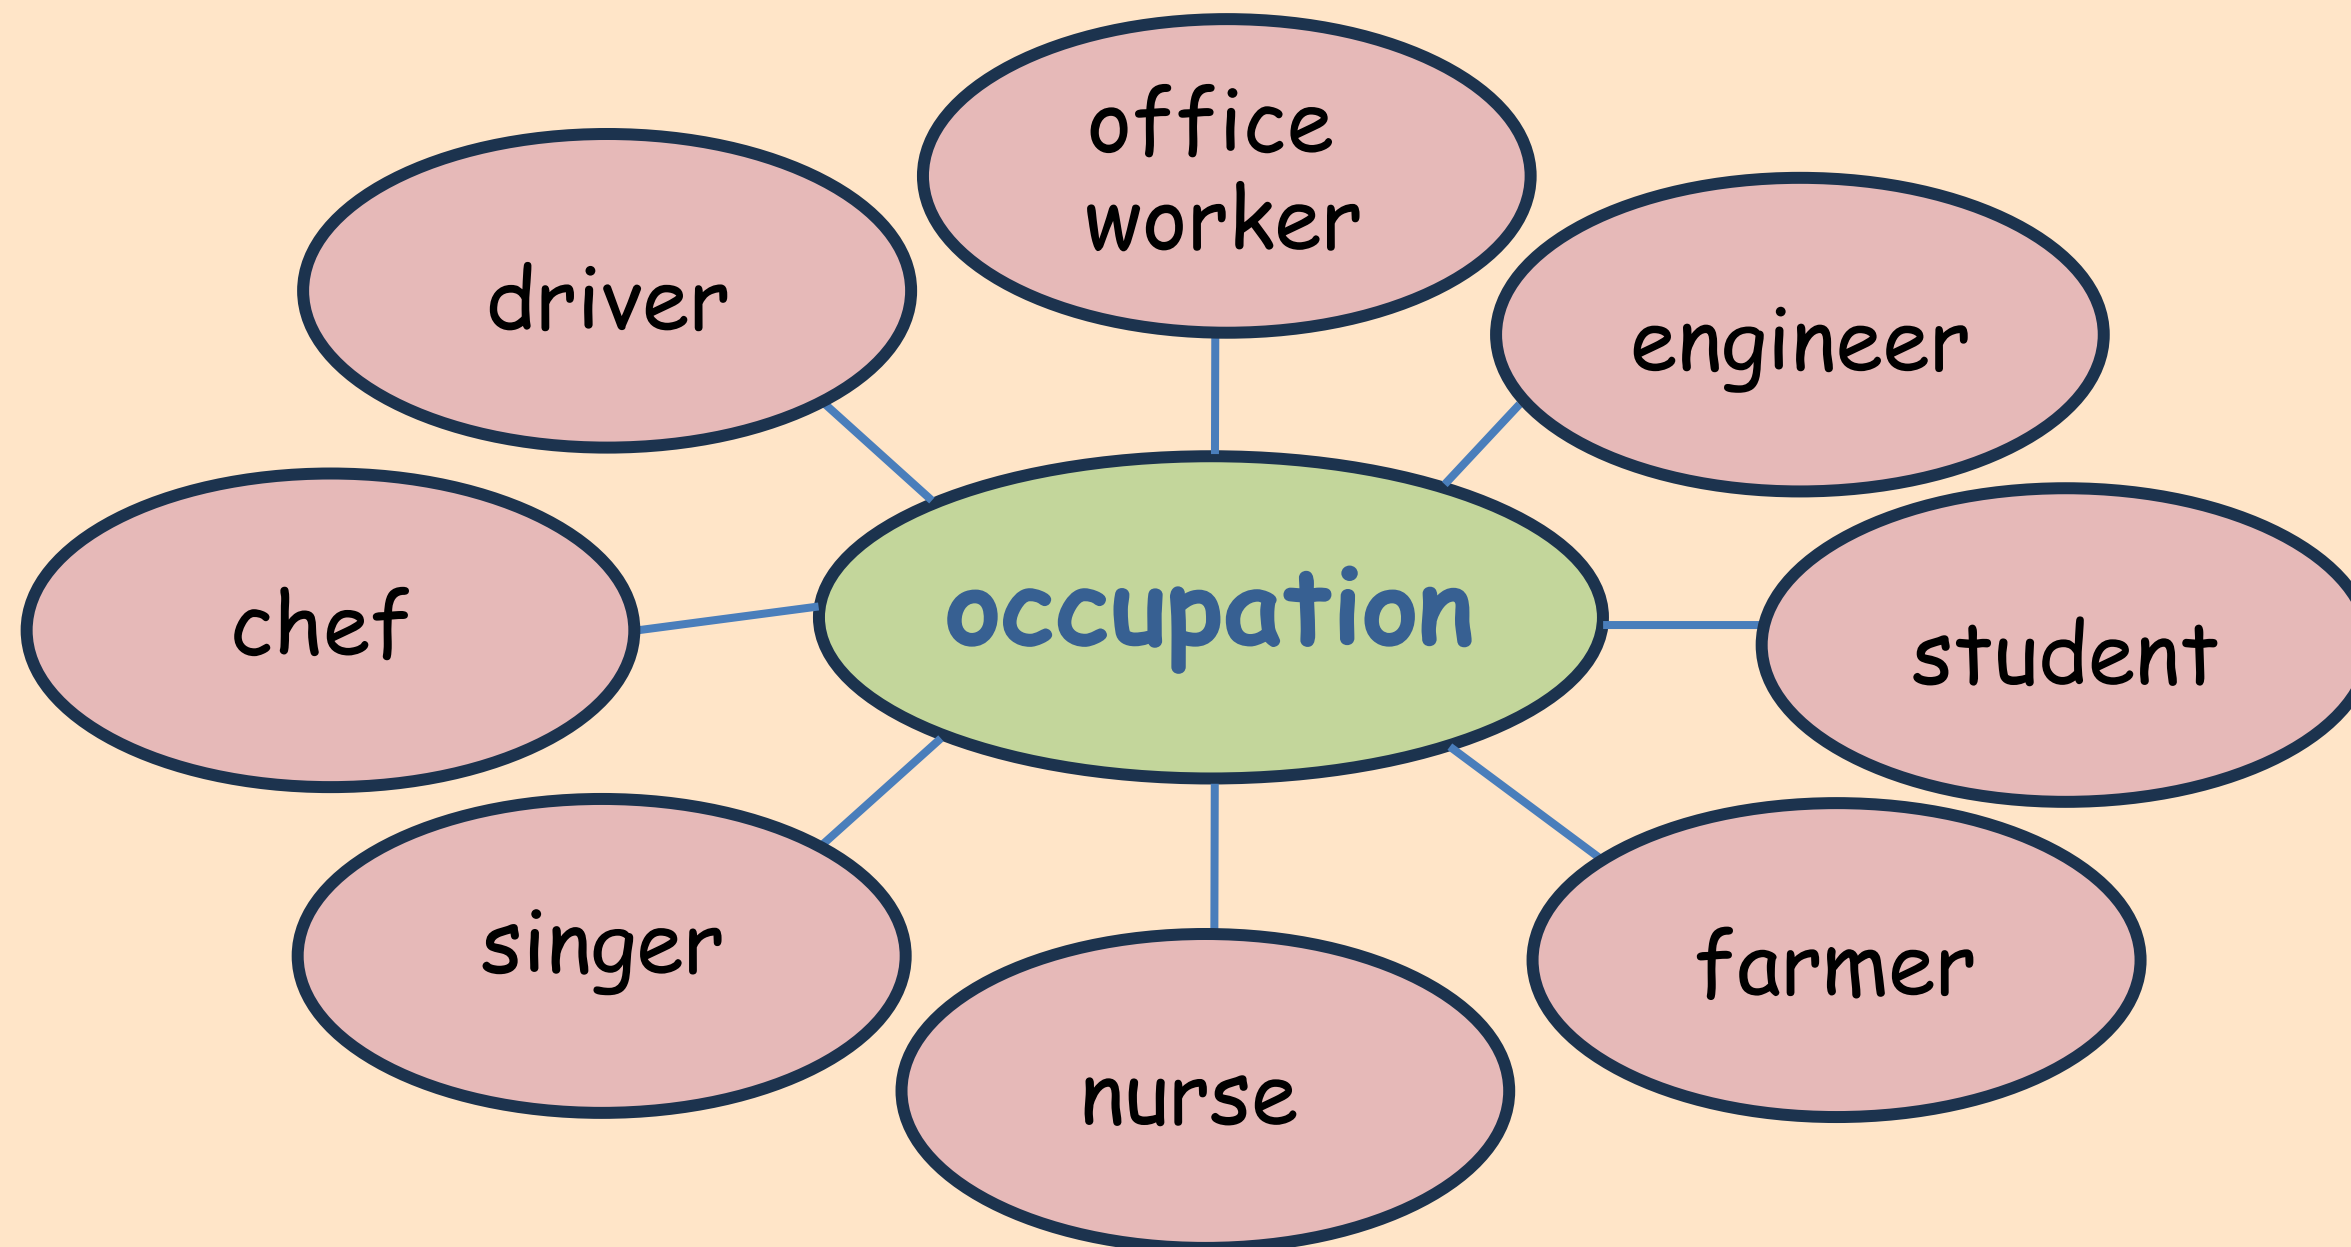 office
worker
driver
engineer
occupation
chef
student
singer
farmer
nurse